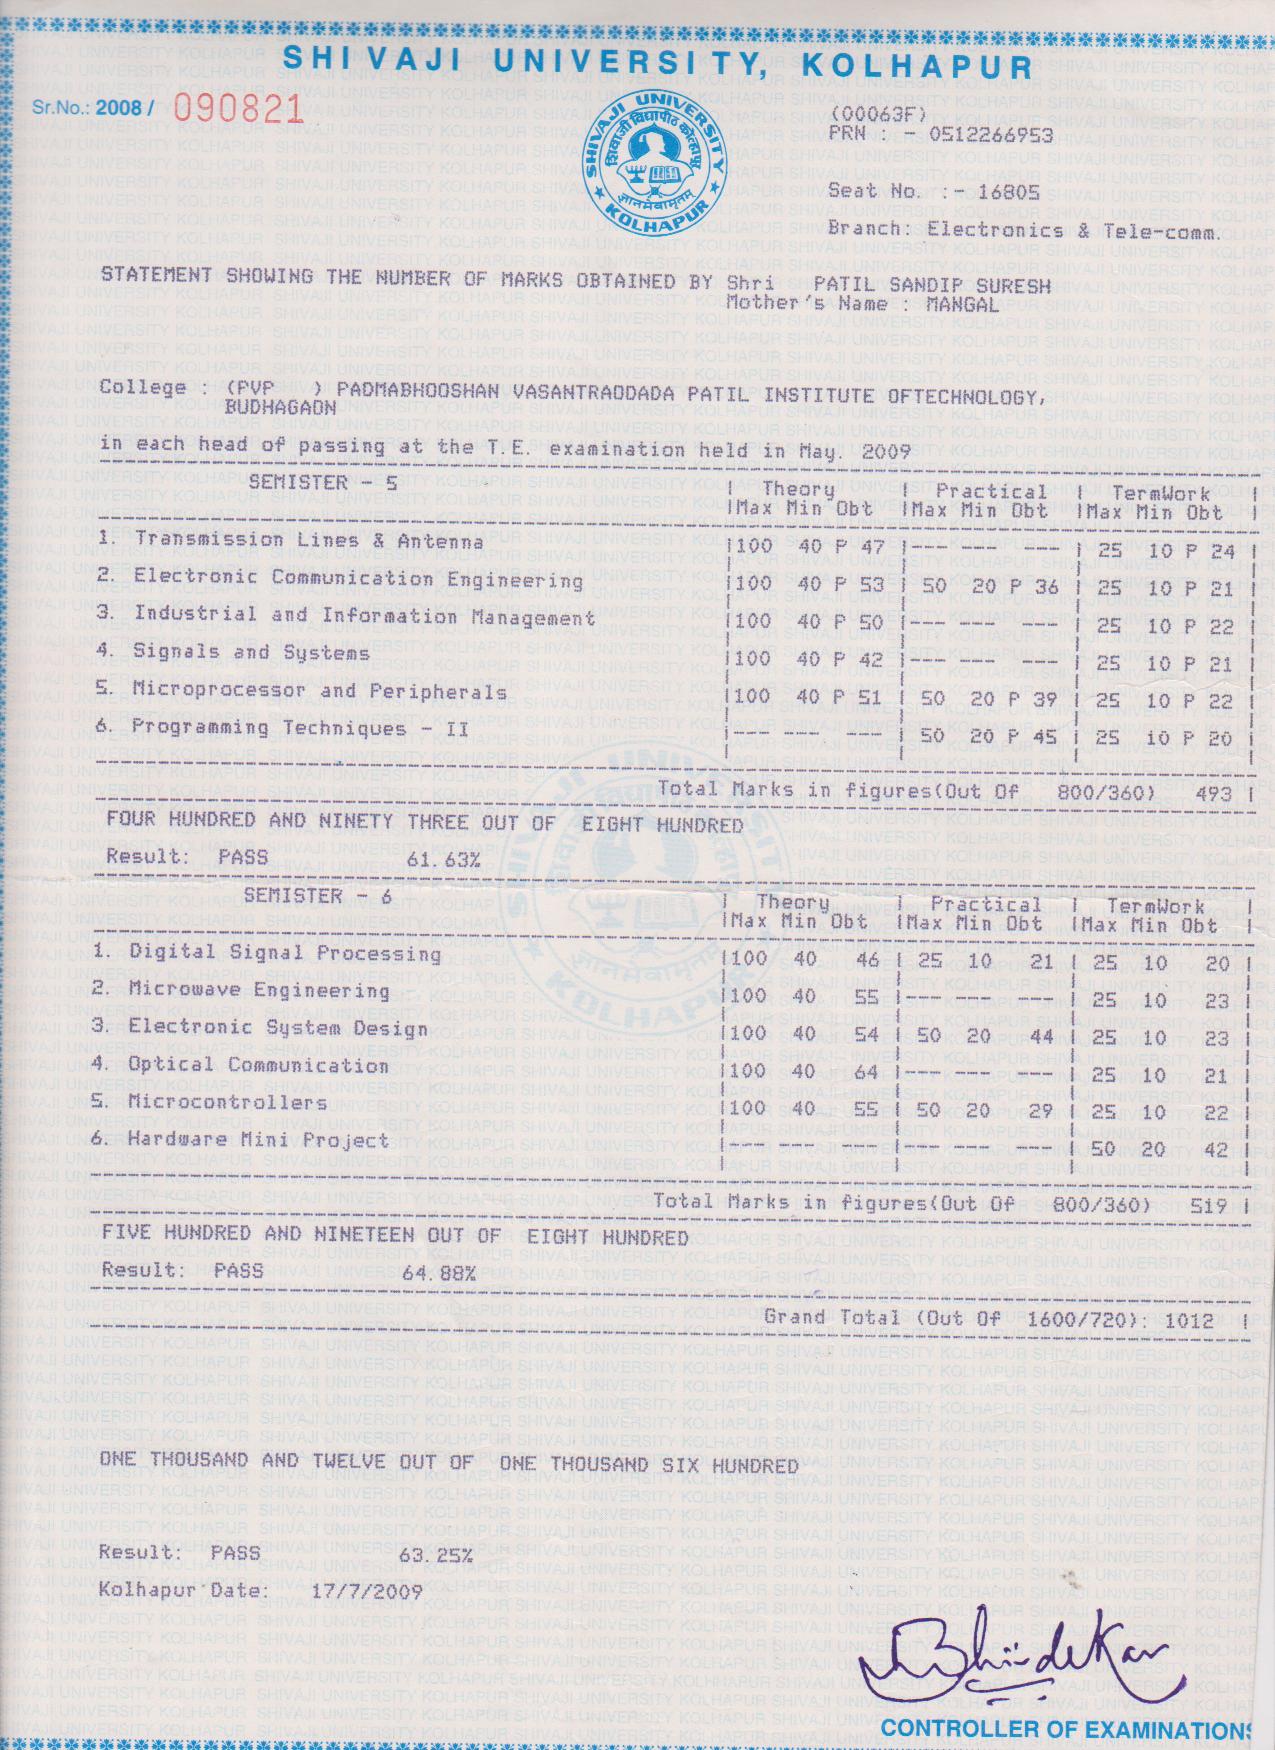 SHIVAJI UNIVERSITY, KOLHAPUR
Sr.No.: 2008 / 090821
SHIVAJI UNIVERSITY
शिवाजी विद्यापीठ कोल्हापूर
ज्ञानमेवामृतम्
KOLHAPUR
(00063F)
PRN : - 0512266953
Seat No. :- 16805
Branch: Electronics & Tele-comm.
STATEMENT SHOWING THE NUMBER OF MARKS OBTAINED BY Shri PATIL SANDIP SURESH
Mother's Name : MANGAL
College : (PVP ) PADMABHOOSHAN VASANTRAODADA PATIL INSTITUTE OFTECHNOLOGY,
BUDHAGAON
in each head of passing at the T.E. examination held in May. 2009
SEMISTER - 5 | Theory | Practical | TermWork |
|Max Min Obt |Max Min Obt |Max Min Obt |
1. Transmission Lines & Antenna |100 40 P 47 |--- --- --- | 25 10 P 24 |
2. Electronic Communication Engineering |100 40 P 53 | 50 20 P 36 | 25 10 P 21 |
3. Industrial and Information Management |100 40 P 50 |--- --- --- | 25 10 P 22 |
4. Signals and Systems |100 40 P 42 |--- --- --- | 25 10 P 21 |
5. Microprocessor and Peripherals |100 40 P 51 | 50 20 P 39 | 25 10 P 22 |
6. Programming Techniques - II |--- --- --- | 50 20 P 45 | 25 10 P 20 |
Total Marks in figures(Out Of 800/360) 493 |
FOUR HUNDRED AND NINETY THREE OUT OF EIGHT HUNDRED
Result: PASS 61.63%
SEMISTER - 6 | Theory | Practical | TermWork |
|Max Min Obt |Max Min Obt |Max Min Obt |
1. Digital Signal Processing |100 40 46 | 25 10 21 | 25 10 20 |
2. Microwave Engineering |100 40 55 |--- --- --- | 25 10 23 |
3. Electronic System Design |100 40 54 | 50 20 44 | 25 10 23 |
4. Optical Communication |100 40 64 |--- --- --- | 25 10 21 |
5. Microcontrollers |100 40 55 | 50 20 29 | 25 10 22 |
6. Hardware Mini Project |--- --- --- |--- --- --- | 50 20 42 |
Total Marks in figures(Out Of 800/360) 519 |
FIVE HUNDRED AND NINETEEN OUT OF EIGHT HUNDRED
Result: PASS 64.88%
Grand Total (Out Of 1600/720): 1012 |
ONE THOUSAND AND TWELVE OUT OF ONE THOUSAND SIX HUNDRED
Result: PASS 63.25%
Kolhapur Date: 17/7/2009
Bhindekar
CONTROLLER OF EXAMINATIONS